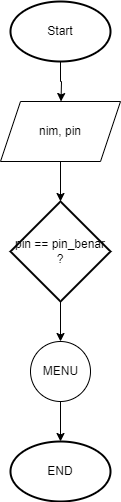 Start
nim, pin
pin == pin_benar
?
MENU
END